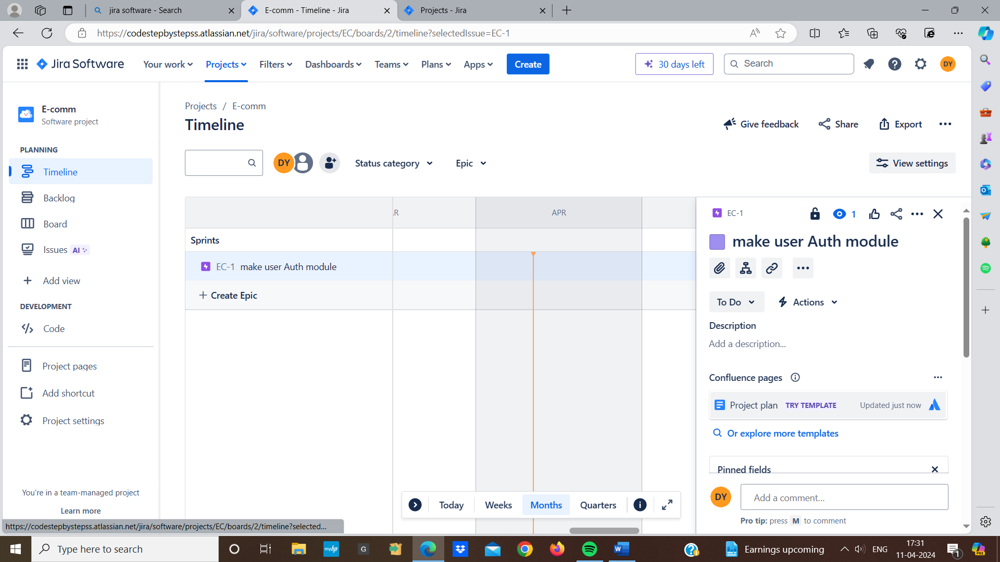 jira software - Search
E-comm - Timeline - Jira
Projects - Jira
https://codestepbystepss.atlassian.net/jira/software/projects/EC/boards/2/timeline?selectedIssue=EC-1
Jira Software
Your work
Projects
Filters
Dashboards
Teams
Plans
Apps
Create
30 days left
Search
DY
E-comm
Software project
PLANNING
Timeline
Backlog
Board
Issues AI
Add view
DEVELOPMENT
Code
Project pages
Add shortcut
Project settings
You're in a team-managed project
Learn more
https://codestepbystepss.atlassian.net/jira/software/projects/EC/boards/2/timeline?selected...
Projects / E-comm
Timeline
Give feedback
Share
Export
DY
Status category
Epic
View settings
APR
Sprints
EC-1 make user Auth module
Create Epic
Today
Weeks
Months
Quarters
EC-1
1
make user Auth module
To Do
Actions
Description
Add a description...
Confluence pages
Project plan TRY TEMPLATE Updated just now
Or explore more templates
Pinned fields
DY
Add a comment...
Pro tip: press M to comment
Type here to search
myhp
G
W
Earnings upcoming
ENG
17:31
11-04-2024
1
PRE